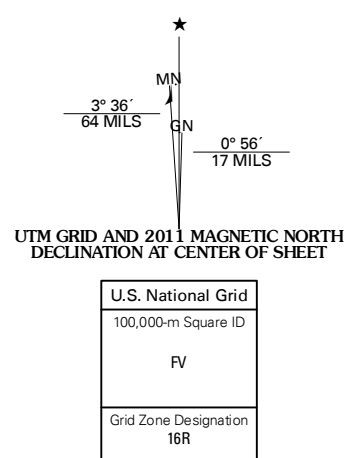 ★
MN
3° 36´
64 MILS
GN
0° 56´
17 MILS
UTM GRID AND 2011 MAGNETIC NORTH
DECLINATION AT CENTER OF SHEET
U.S. National Grid
100,000-m Square ID
FV
Grid Zone Designation
16R